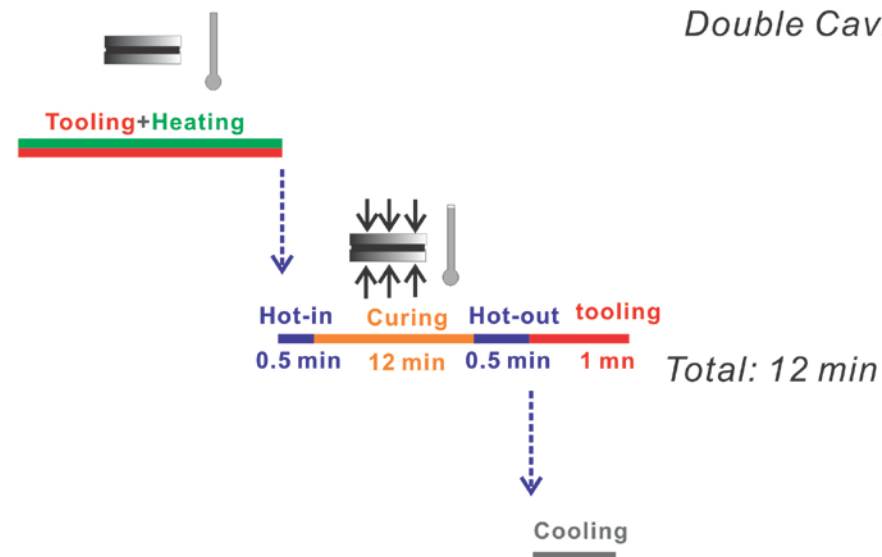 Double Cav
Tooling+Heating
Hot-in Curing Hot-out tooling
0.5 min 12 min 0.5 min 1 mn
Total: 12 min
Cooling